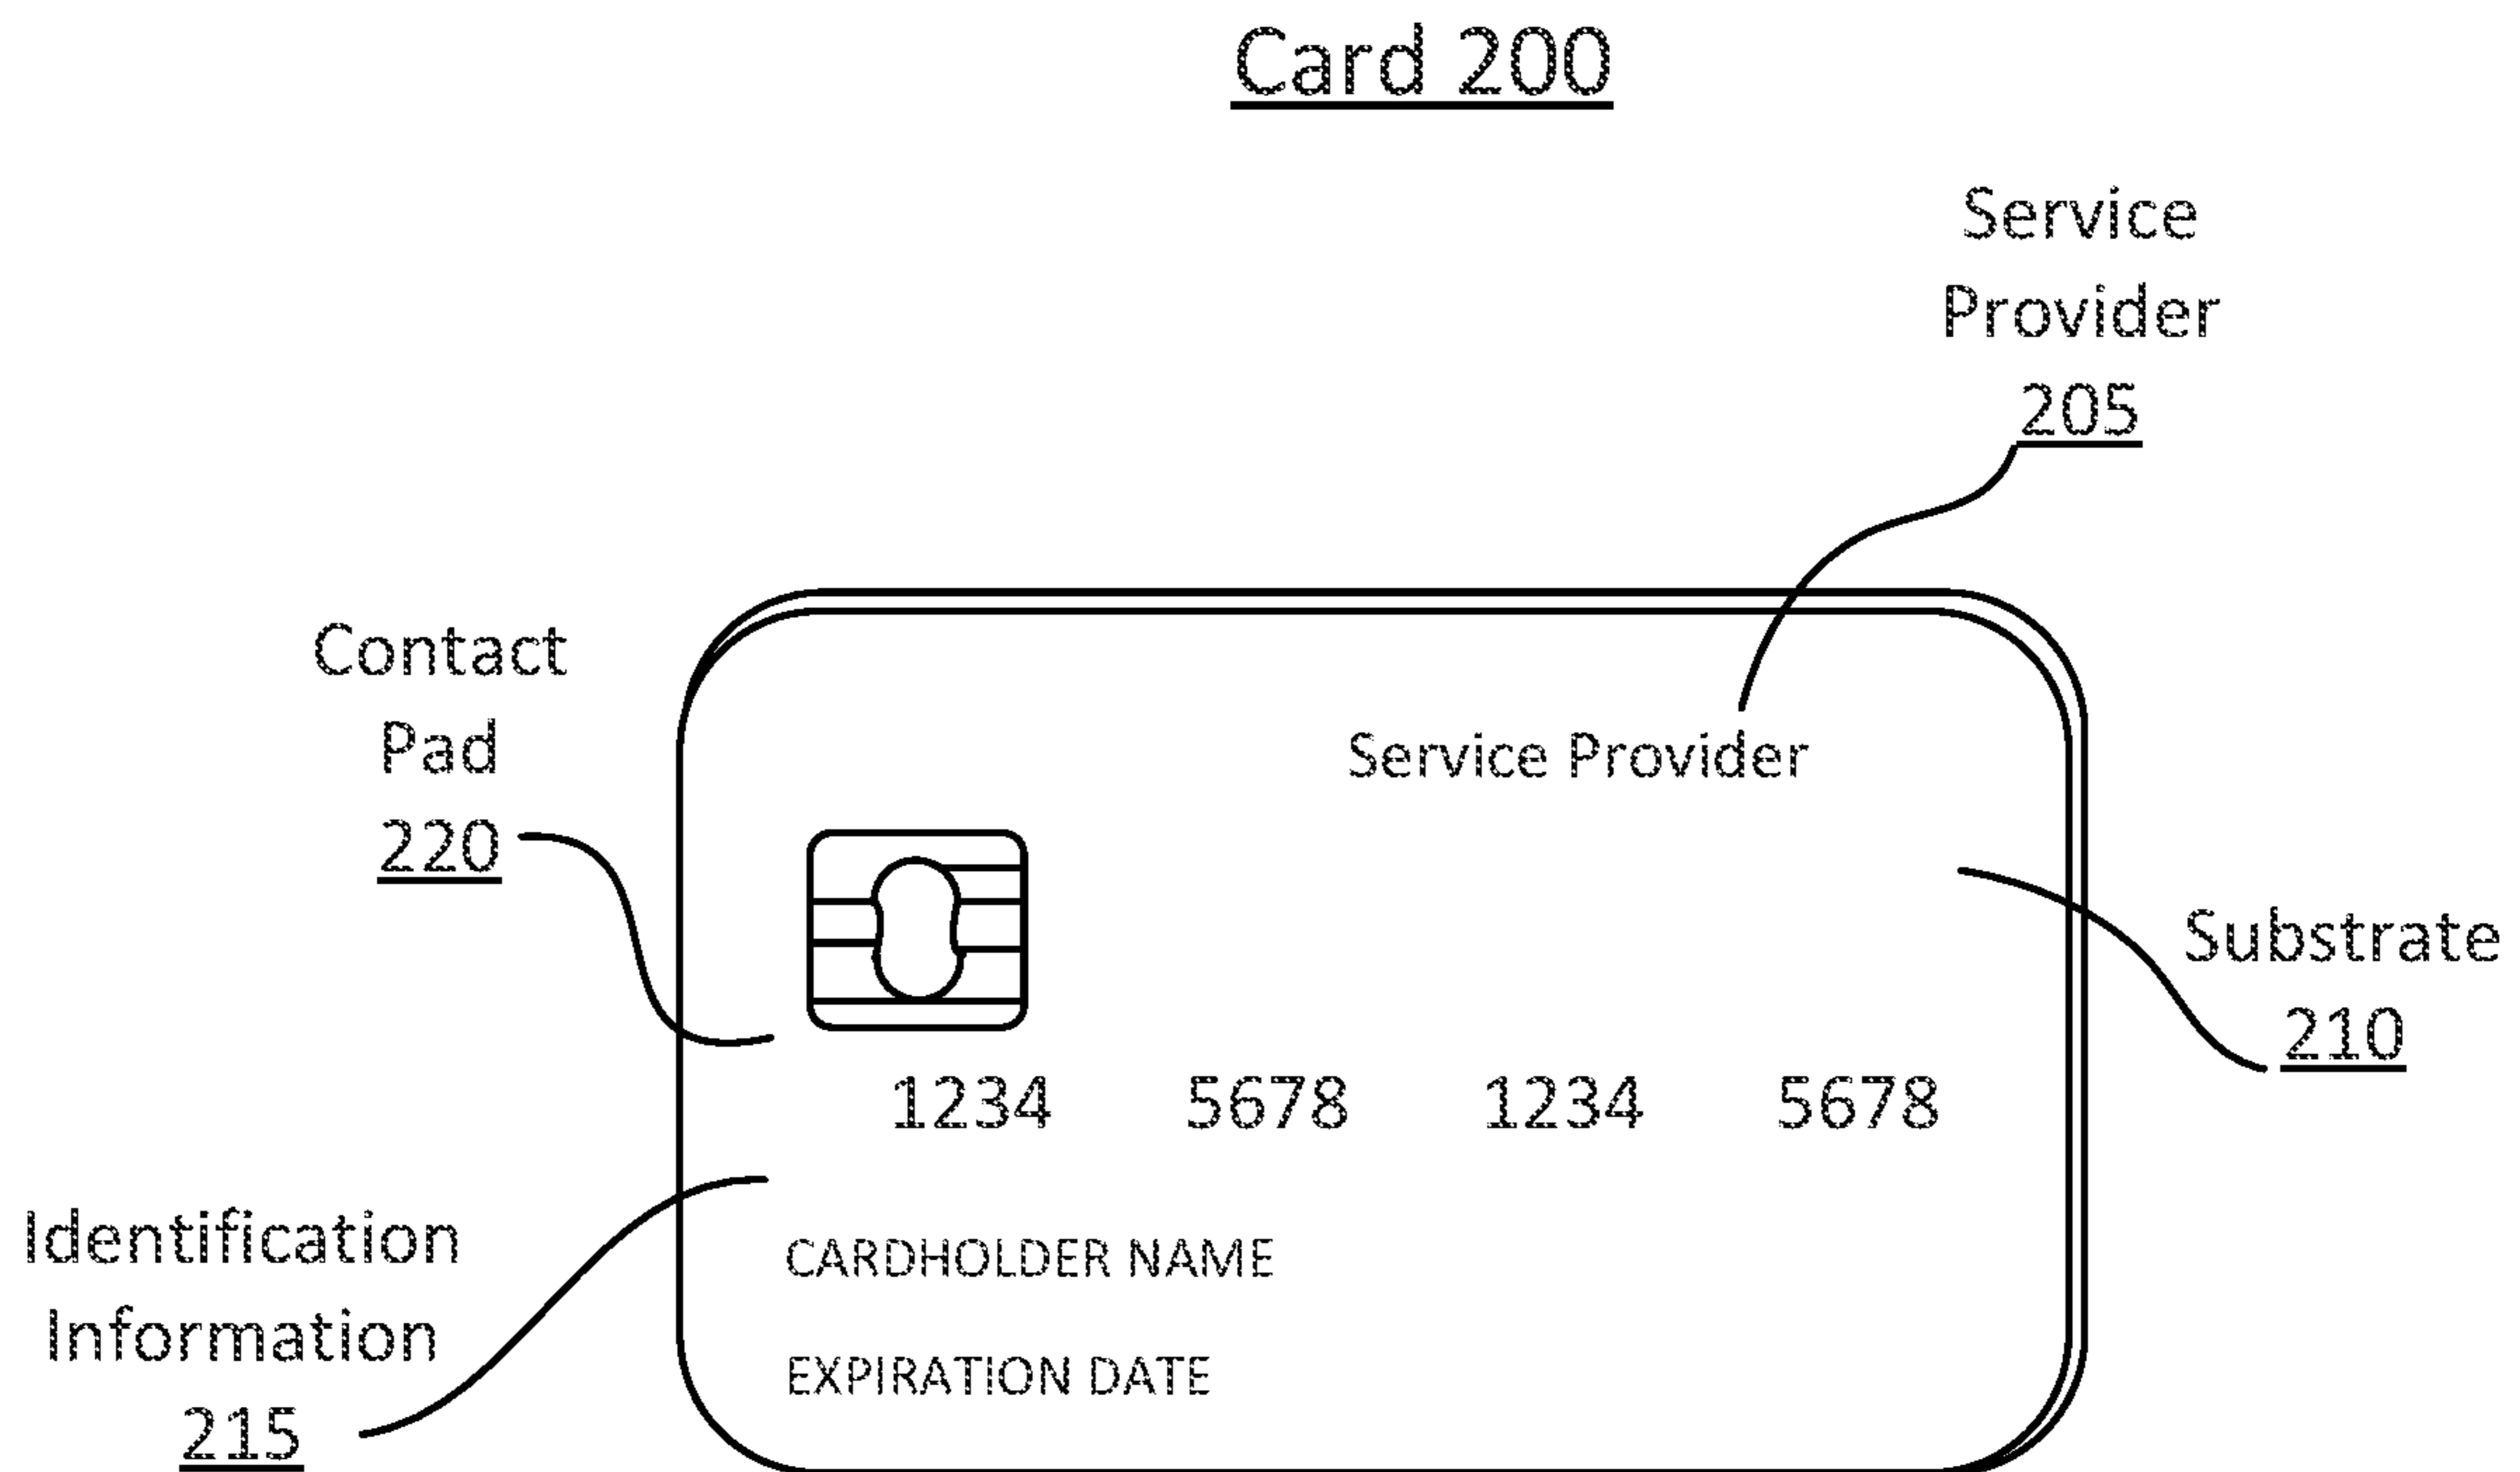 Card 200
Service
Provider
205
Contact
Pad
220
Service Provider
Substrate
210
1234 5678 1234 5678
Identification
Information
215
CARDHOLDER NAME
EXPIRATION DATE